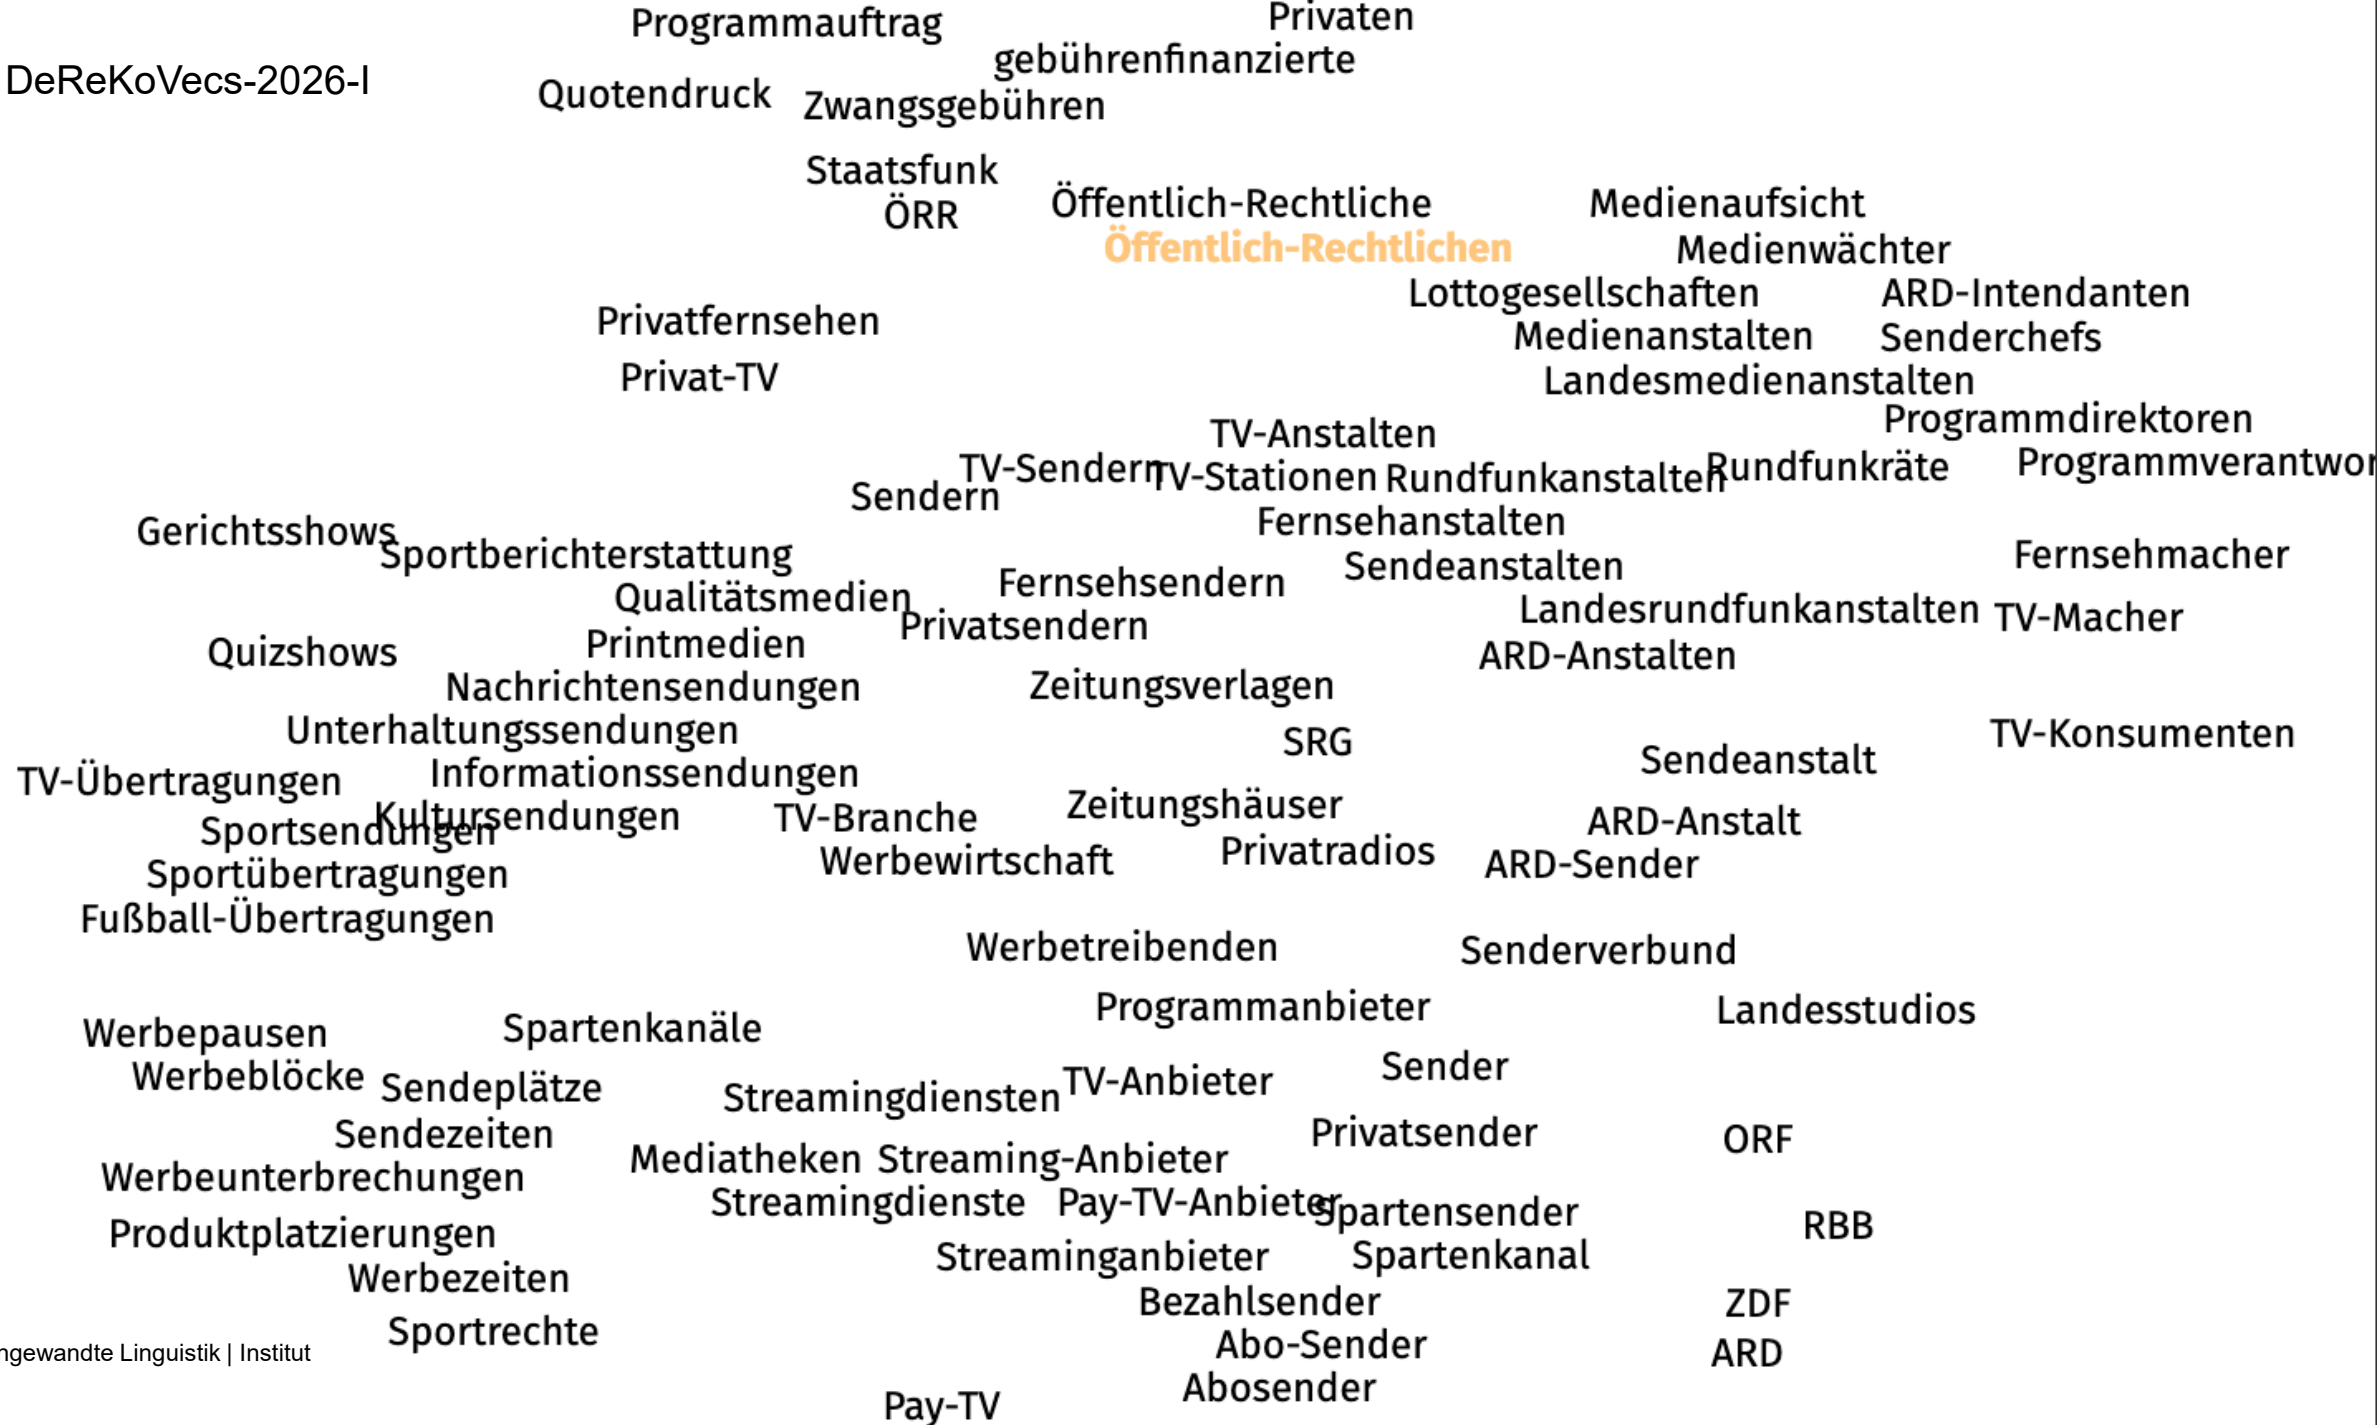 Programmauftrag
Privaten
gebührenfinanzierte
DeReKoVecs-2026-I
Quotendruck
Zwangsgebühren
Staatsfunk
ÖRR
Öffentlich-Rechtliche
Medienaufsicht
Öffentlich-Rechtlichen
Medienwächter
Lottogesellschaften
ARD-Intendanten
Privatfernsehen
Medienanstalten
Senderchefs
Privat-TV
Landesmedienanstalten
Programmdirektoren
TV-Anstalten
TV-Sendern
TV-Stationen
Rundfunkanstalten
Rundfunkräte
Programmverantwor
Sendern
Fernsehanstalten
Gerichtsshows
Sportberichterstattung
Fernsehmacher
Sendeanstalten
Fernsehsendern
Qualitätsmedien
Privatsendern
Landesrundfunkanstalten
TV-Macher
Quizshows
Printmedien
ARD-Anstalten
Nachrichtensendungen
Zeitungsverlagen
Unterhaltungssendungen
SRG
TV-Konsumenten
Sendeanstalt
TV-Übertragungen
Informationssendungen
Kultursendungen
TV-Branche
Zeitungshäuser
ARD-Anstalt
Sportsendungen
Werbewirtschaft
Privatradios
ARD-Sender
Sportübertragungen
Fußball-Übertragungen
Werbetreibenden
Senderverbund
Programmanbieter
Landesstudios
Werbepausen
Spartenkanäle
Werbeblöcke
Sendeplätze
Streamingdiensten
TV-Anbieter
Sender
Sendezeiten
Privatsender
ORF
Mediatheken
Streaming-Anbieter
Werbeunterbrechungen
Streamingdienste
Pay-TV-Anbieter
Spartensender
RBB
Produktplatzierungen
Streaminganbieter
Spartenkanal
Werbezeiten
Bezahlsender
ZDF
Sportrechte
Abo-Sender
ARD
ngewandte Linguistik | Institut
Abosender
Pay-TV